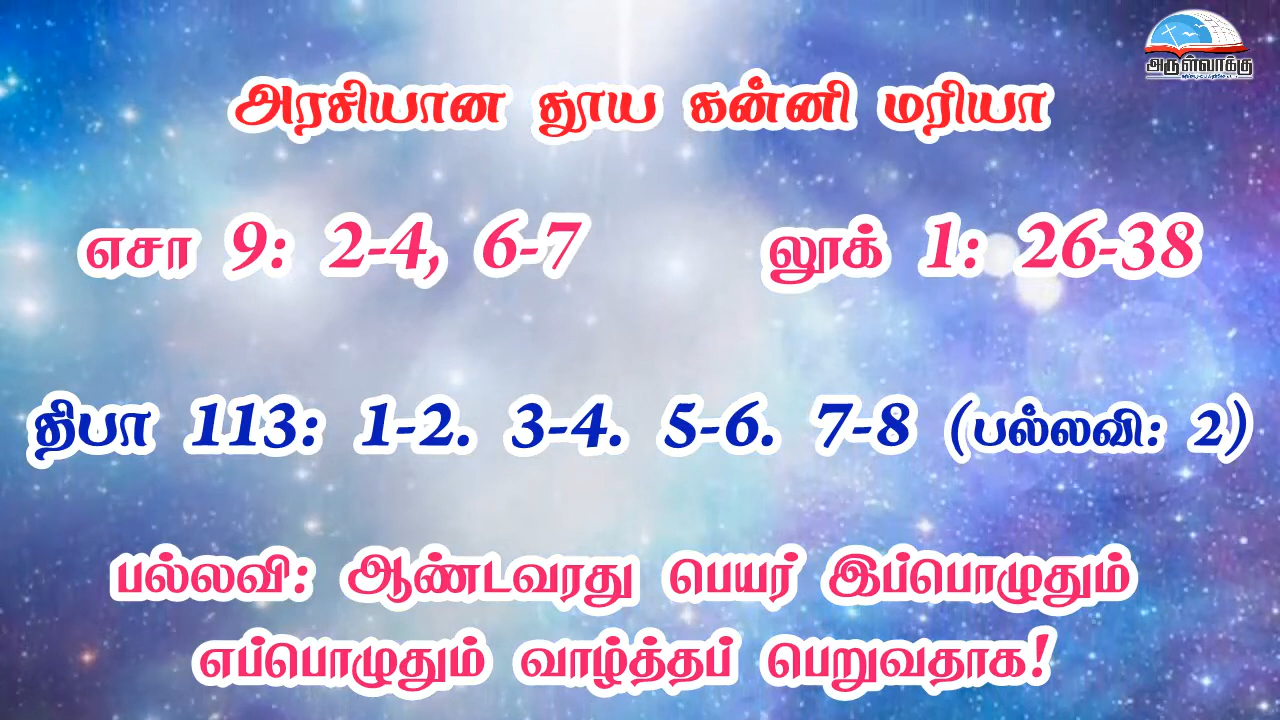 அருள்வாக்கு
அரசியான தூய கன்னி மரியா
எசா 9: 2-4, 6-7 லூக் 1: 26-38
திபா 113: 1-2. 3-4. 5-6. 7-8 (பல்லவி: 2)
பல்லவி: ஆண்டவரது பெயர் இப்பொழுதும்
எப்பொழுதும் வாழ்த்தப் பெறுவதாக!